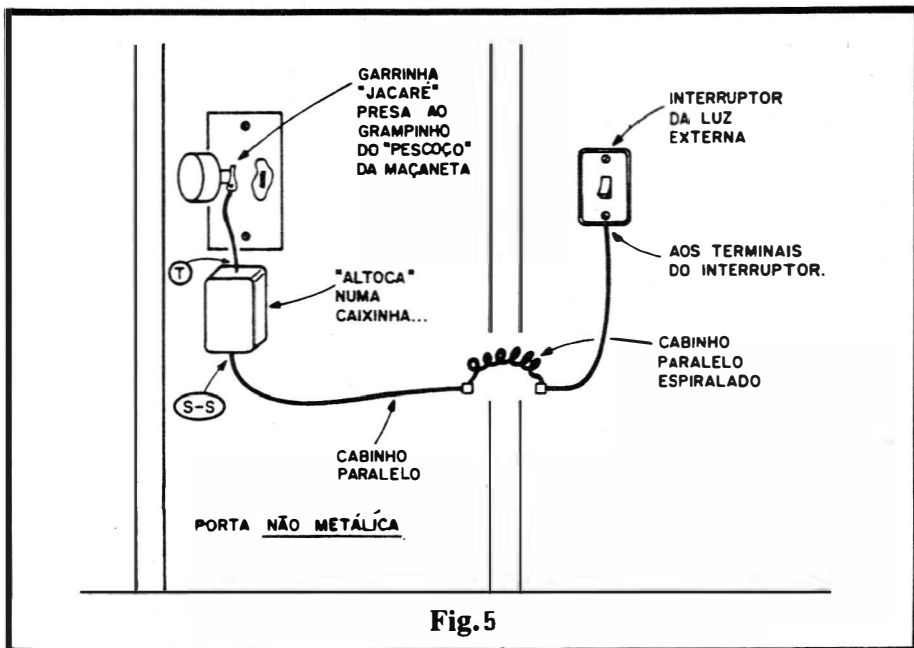 GARRINHA
"JACARÉ"
PRESA AO
GRAMPINHO
DO "PESCOÇO"
DA MAÇANETA
INTERRUPTOR
DA LUZ
EXTERNA
T
"ALTOCA"
NUMA
CAIXINHA...
AOS TERMINAIS
DO INTERRUPTOR.
CABINHO
PARALELO
ESPIRALADO
S-S
CABINHO
PARALELO
PORTA NÃO METÁLICA
Fig.5